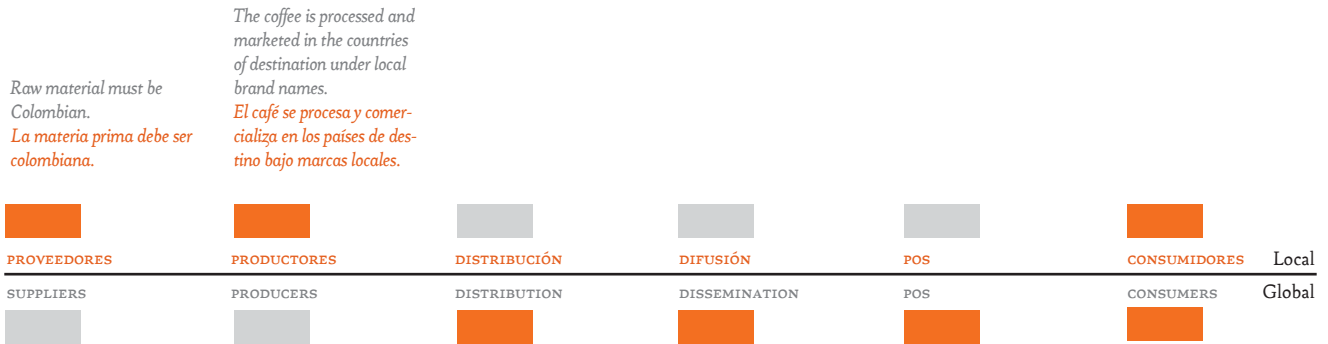 Raw material must be
Colombian.
La materia prima debe ser
colombiana.
The coffee is processed and
marketed in the countries
of destination under local
brand names.
El café se procesa y comer-
cializa en los países de des-
tino bajo marcas locales.
PROVEEDORES PRODUCTORES DISTRIBUCIÓN DIFUSIÓN POS CONSUMIDORES Local
SUPPLIERS PRODUCERS DISTRIBUTION DISSEMINATION POS CONSUMERS Global